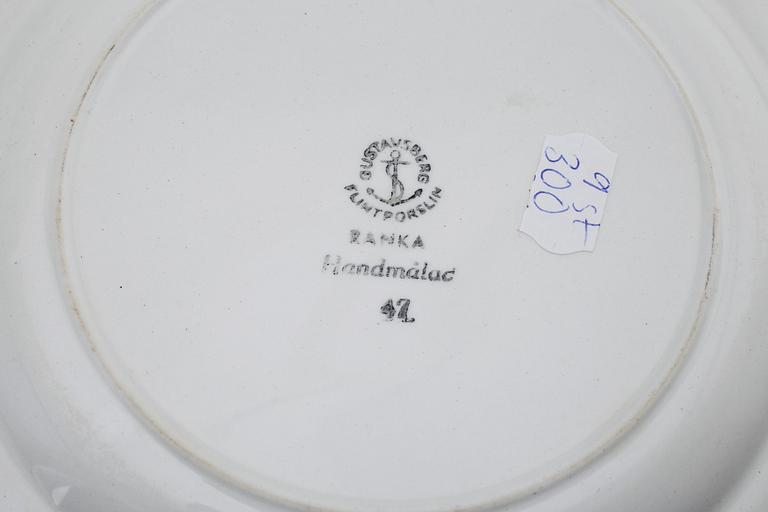 GUSTAVSBERG
FLINTPORSLIN
RANKA
Handmålad
47
9 st
300